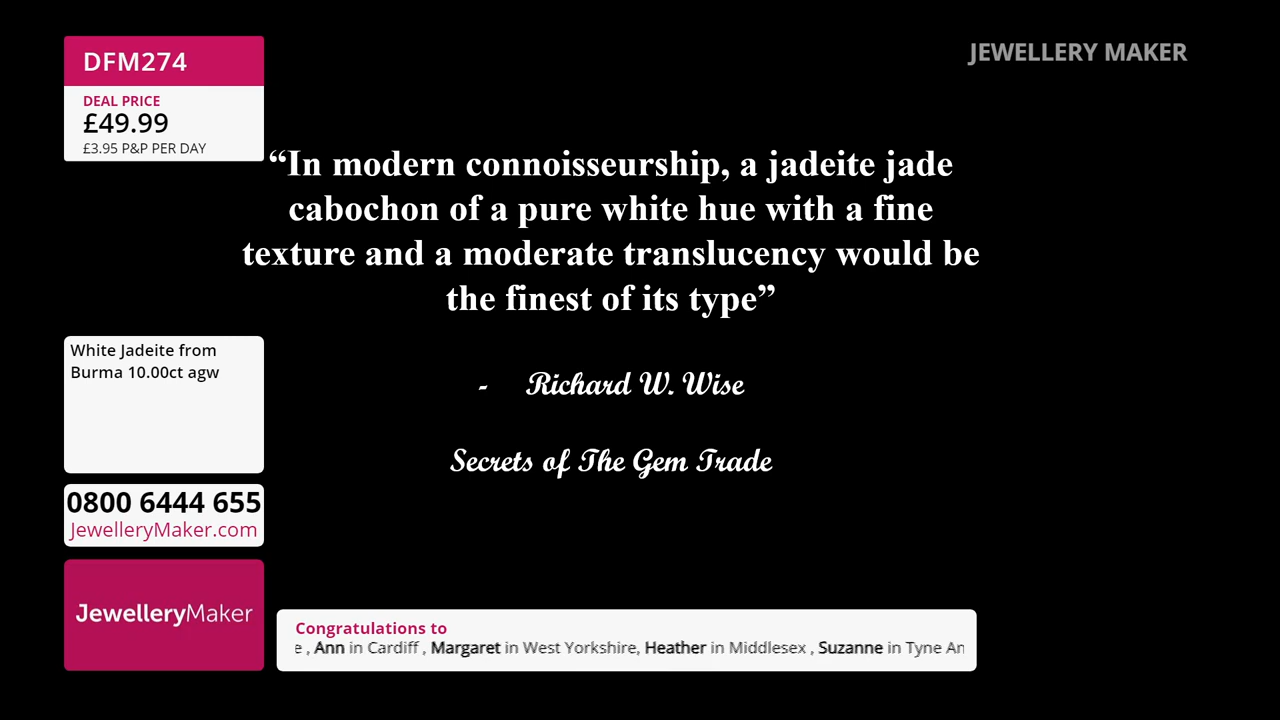 DFM274
DEAL PRICE
£49.99
£3.95 P&P PER DAY
JEWELLERY MAKER
“In modern connoisseurship, a jadeite jade
cabochon of a pure white hue with a fine
texture and a moderate translucency would be
the finest of its type”
- Richard W. Wise
Secrets of The Gem Trade
White Jadeite from
Burma 10.00ct agw
0800 6444 655
JewelleryMaker.com
JewelleryMaker
Congratulations to
e , Ann in Cardiff , Margaret in West Yorkshire, Heather in Middlesex , Suzanne in Tyne An